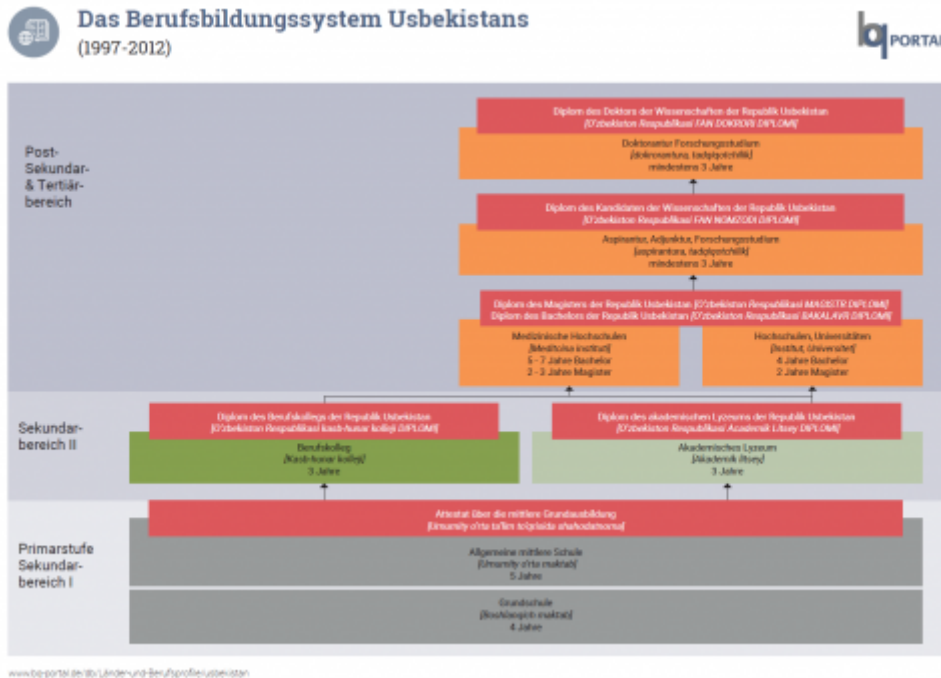 Das Berufsbildungssystem Usbekistans
(1997-2012)
bq PORTAL
Post-
Sekundar-
& Tertiär-
bereich
Diplom des Doktors der Wissenschaften der Republik Usbekistan
[O'zbekiston Respublikasi FAN DOKRORI DIPLOMI]
Doktorantur Forschungsstudium
[doktorantura, tadqiqotchilik]
mindestens 3 Jahre
Diplom des Kandidaten der Wissenschaften der Republik Usbekistan
[O'zbekiston Respublikasi FAN NOMZODI DIPLOMI]
Aspirantur, Adjunktur, Forschungsstudium
[aspirantura, tadqiqotchilik]
mindestens 3 Jahre
Diplom des Magisters der Republik Usbekistan [O'zbekiston Respublikasi MAGISTR DIPLOMI]
Diplom des Bachelors der Republik Usbekistan [O'zbekiston Respublikasi BAKALAVR DIPLOMI]
Medizinische Hochschulen
[Meditcina instituti]
5 - 7 Jahre Bachelor
2 - 3 Jahre Magister
Hochschulen, Universitäten
[Institut, Universitet]
4 Jahre Bachelor
2 Jahre Magister
Sekundar-
bereich II
Diplom des Berufskollegs der Republik Usbekistan
[O'zbekiston Respublikasi kasb-hunar kolleji DIPLOMI]
Berufskolleg
[Kasb-hunar kolleji]
3 Jahre
Diplom des akademischen Lyzeums der Republik Usbekistan
[O'zbekiston Respublikasi Academik Litsey DIPLOMI]
Akademisches Lyzeum
[Akademik litsey]
3 Jahre
Primarstufe
Sekundar-
bereich I
Attestat über die mittlere Grundausbildung
[Umumiy o'rta ta'lim to'grisida shahodatnoma]
Allgemeine mittlere Schule
[Umumiy o'rta maktab]
5 Jahre
Grundschule
[Boshlangich maktab]
4 Jahre
www.bq-portal.de/db/Länder-und-Berufsprofile/usbekistan